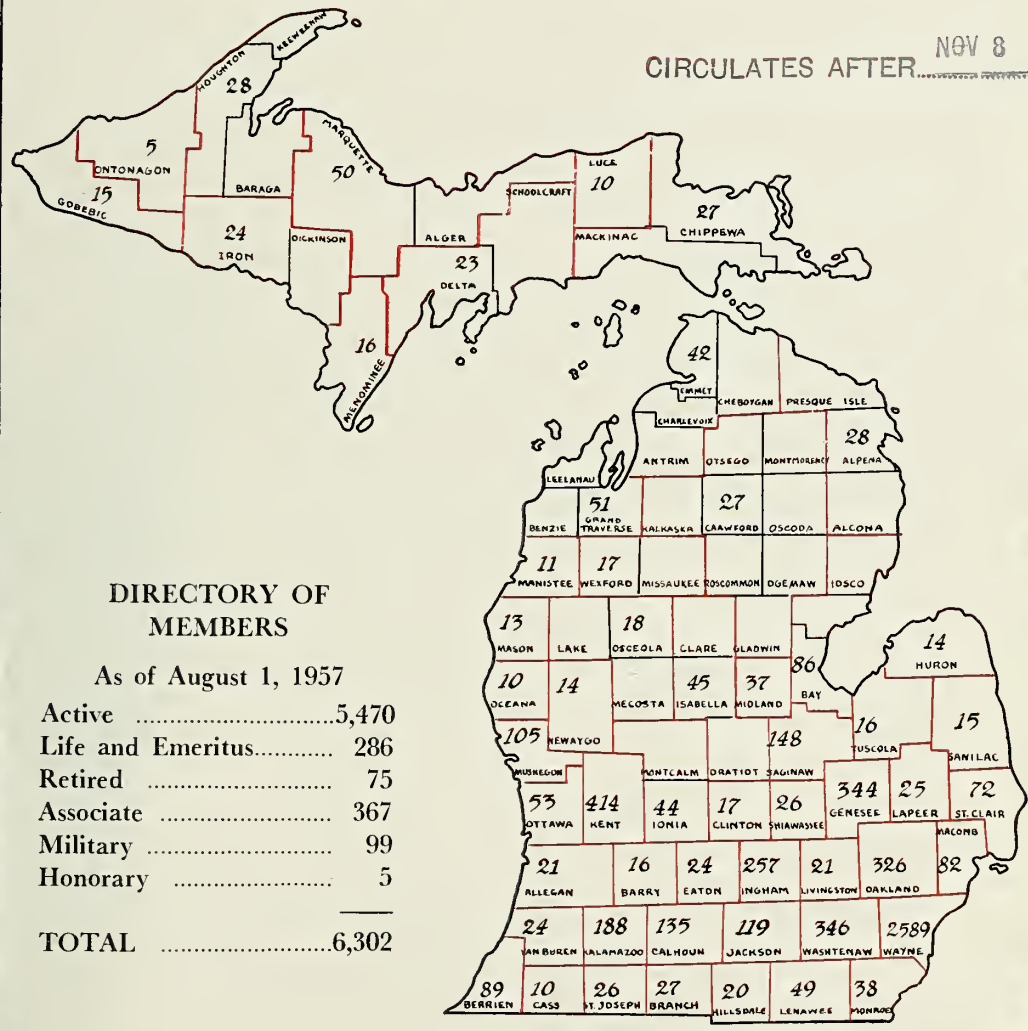 CIRCULATES AFTER NOV 8
KEEWEENAW
HOUGHTON
28
MARQUETTE
5
ONTONAGON
50
BARAGA
15
GOGEBIC
24
IRON
DICKINSON
ALGER
SCHOOLCRAFT
LUCE
10
MACKINAC
27
CHIPPEWA
23
DELTA
16
MENOMINEE
42
EMMET
CHEBOYGAN
PRESQUE ISLE
CHARLEVOIX
28
ANTRIM
OTSEGO
MONTMORENCY
ALPENA
LEELANAU
51
27
BENZIE
GRAND TRAVERSE
KALKASKA
CRAWFORD
OSCODA
ALCONA
11
17
MANISTEE
WEXFORD
MISSAUKEE
ROSCOMMON
OGEMAW
IOSCO
DIRECTORY OF
MEMBERS
As of August 1, 1957
Active ..............................5,470
Life and Emeritus............ 286
Retired ............................ 75
Associate ........................ 367
Military ........................... 99
Honorary ........................ 5
TOTAL ..........................6,302
13
18
MASON
LAKE
OSCEOLA
CLARE
GLADWIN
14
HURON
86
BAY
10
14
45
37
OCEANA
MECOSTA
ISABELLA
MIDLAND
105
NEWAYGO
148
16
TUSCOLA
15
SANILAC
MUSKEGON
MONTCALM
GRATIOT
SAGINAW
53
414
44
17
26
344
25
72
OTTAWA
KENT
IONIA
CLINTON
SHIAWASSEE
GENESEE
LAPEER
ST. CLAIR
MACOMB
21
16
24
257
21
326
82
ALLEGAN
BARRY
EATON
INGHAM
LIVINGSTON
OAKLAND
24
188
135
119
346
2589
VAN BUREN
KALAMAZOO
CALHOUN
JACKSON
WASHTENAW
WAYNE
89
10
26
27
20
49
38
BERRIEN
CASS
ST. JOSEPH
BRANCH
HILLSDALE
LENAWEE
MONROE